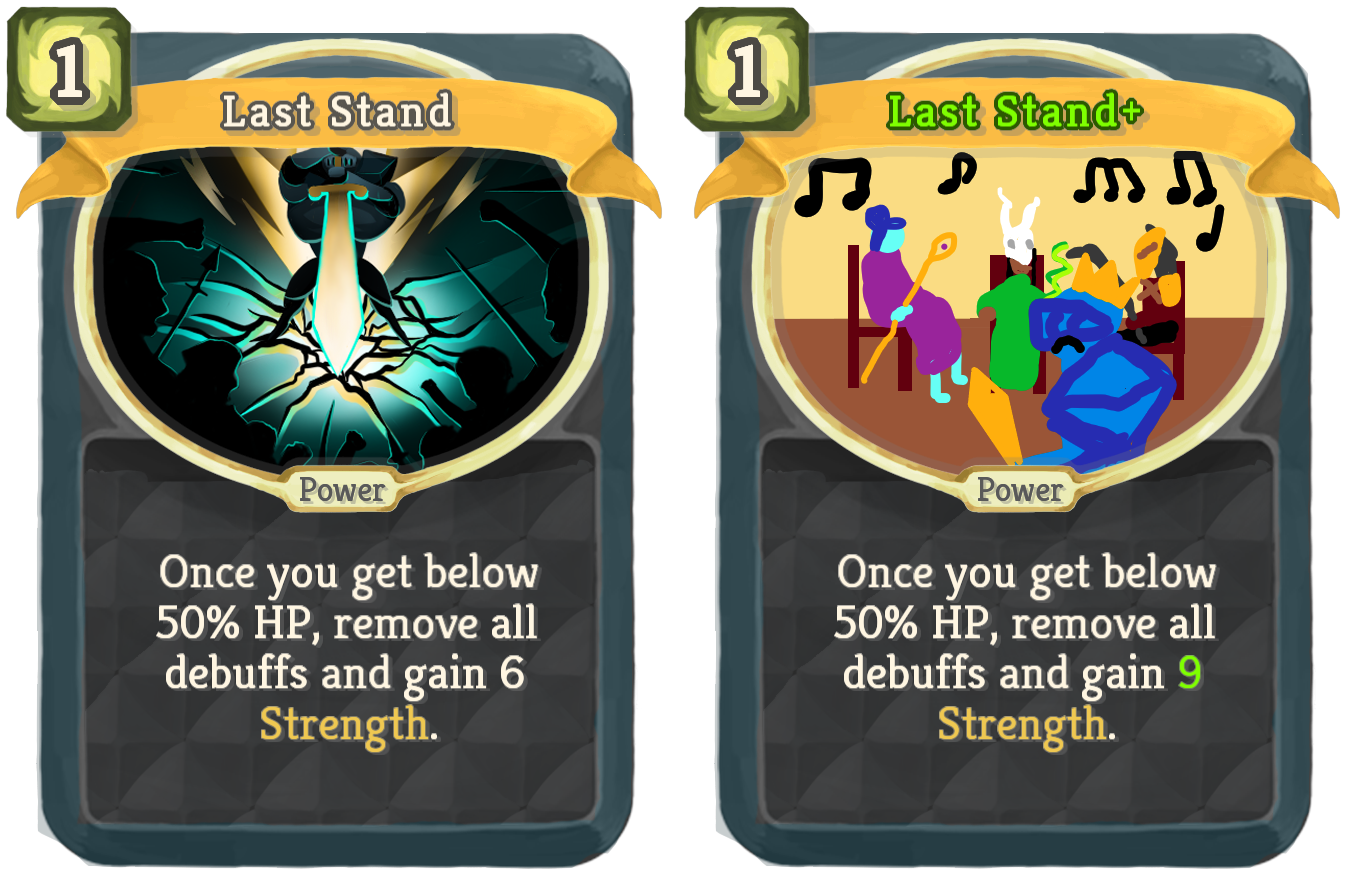 1
Last Stand
Power
Once you get below
50% HP, remove all
debuffs and gain 6
Strength.
1
Last Stand+
Power
Once you get below
50% HP, remove all
debuffs and gain 9
Strength.